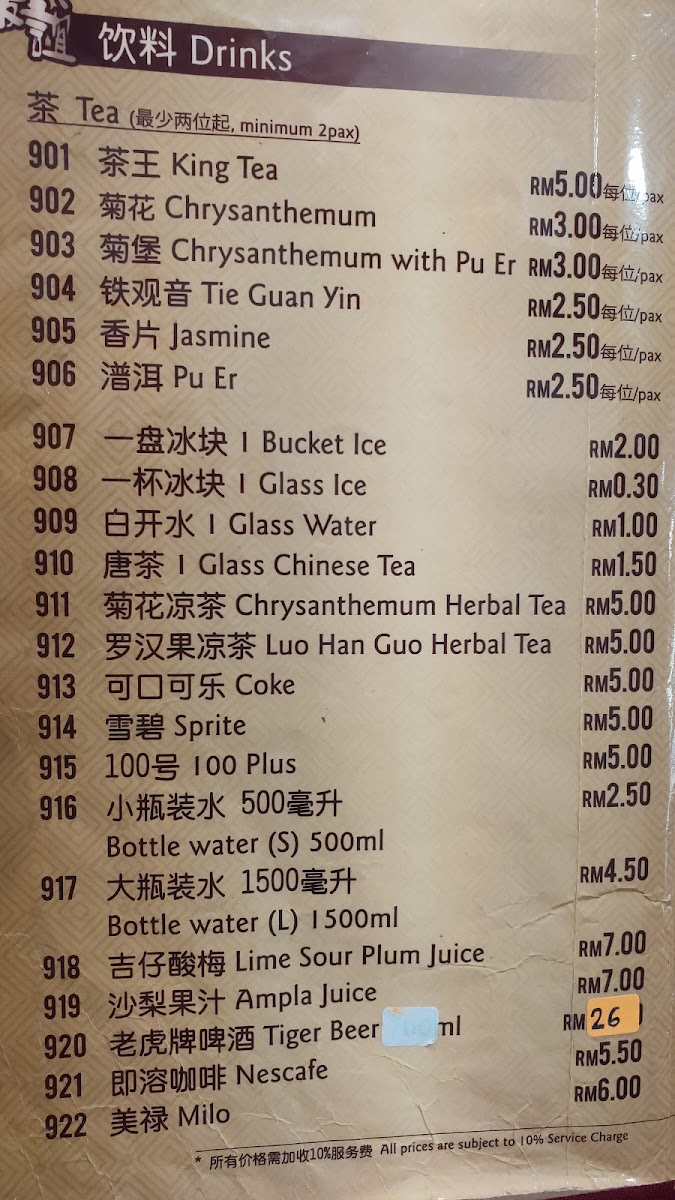 饮料 Drinks
茶 Tea (最少两位起, minimum 2pax)
901 茶王 King Tea RM5.00每位/pax
902 菊花 Chrysanthemum RM3.00每位/pax
903 菊堡 Chrysanthemum with Pu Er RM3.00每位/pax
904 铁观音 Tie Guan Yin RM2.50每位/pax
905 香片 Jasmine RM2.50每位/pax
906 潽洱 Pu Er RM2.50每位/pax
907 一盘冰块 1 Bucket Ice RM2.00
908 一杯冰块 1 Glass Ice RM0.30
909 白开水 1 Glass Water RM1.00
910 唐茶 1 Glass Chinese Tea RM1.50
911 菊花凉茶 Chrysanthemum Herbal Tea RM5.00
912 罗汉果凉茶 Luo Han Guo Herbal Tea RM5.00
913 可口可乐 Coke RM5.00
914 雪碧 Sprite RM5.00
915 100号 100 Plus RM5.00
916 小瓶装水 500毫升 RM2.50
Bottle water (S) 500ml
917 大瓶装水 1500毫升 RM4.50
Bottle water (L) 1500ml
918 吉仔酸梅 Lime Sour Plum Juice RM7.00
919 沙梨果汁 Ampla Juice RM7.00
920 老虎牌啤酒 Tiger Beer ml RM26
921 即溶咖啡 Nescafe RM5.50
922 美禄 Milo RM6.00
* 所有价格需加收10%服务费 All prices are subject to 10% Service Charge